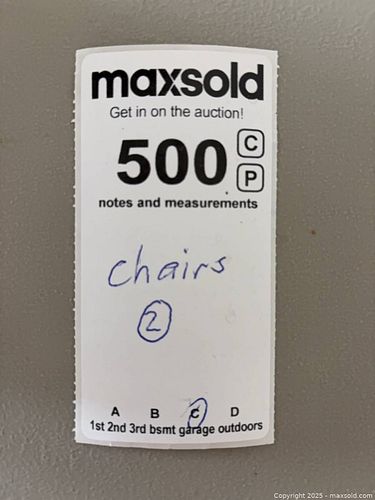 maxsold
Get in on the auction!
500 C
P
notes and measurements
chairs
2
A B C D
1st 2nd 3rd bsmt garage outdoors
Copyright © 2025 - maxsold.com